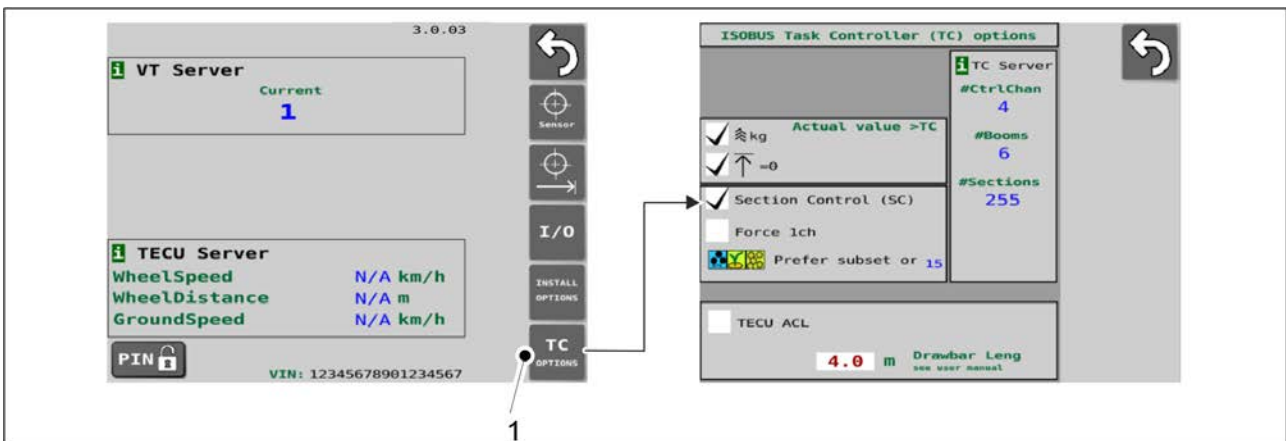 3.0.03
i VT Server
Current
1
Sensor
I/O
i TECU Server
WheelSpeed N/A km/h
WheelDistance N/A m
GroundSpeed N/A km/h
INSTALL
OPTIONS
TC
OPTIONS
PIN
VIN: 12345678901234567
1
ISOBUS Task Controller (TC) options
i TC Server
#CtrlChan
4
#Booms
6
#Sections
255
kg Actual value >TC
=0
Section Control (SC)
Force 1ch
Prefer subset or 15
TECU ACL
4.0 m Drawbar Leng
see user manual